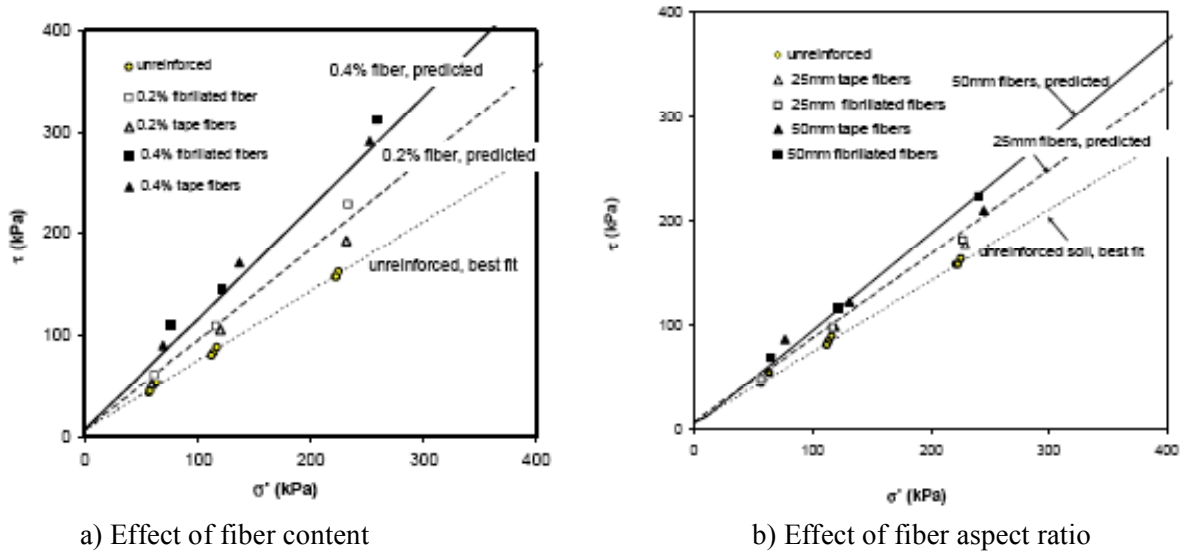 400
300
200
100
0
0
100
200
300
400
τ (kPa)
σ' (kPa)
unreinforced
0.2% fibrillated fiber
0.2% tape fibers
0.4% fibrillated fibers
0.4% tape fibers
0.4% fiber, predicted
0.2% fiber, predicted
unreinforced, best fit
a) Effect of fiber content
400
300
200
100
0
0
100
200
300
400
τ (kPa)
σ' (kPa)
unreinforced
25mm tape fibers
25mm fibrillated fibers
50mm tape fibers
50mm fibrillated fibers
50mm fibers, predicted
25mm fibers, predicted
unreinforced soil, best fit
b) Effect of fiber aspect ratio